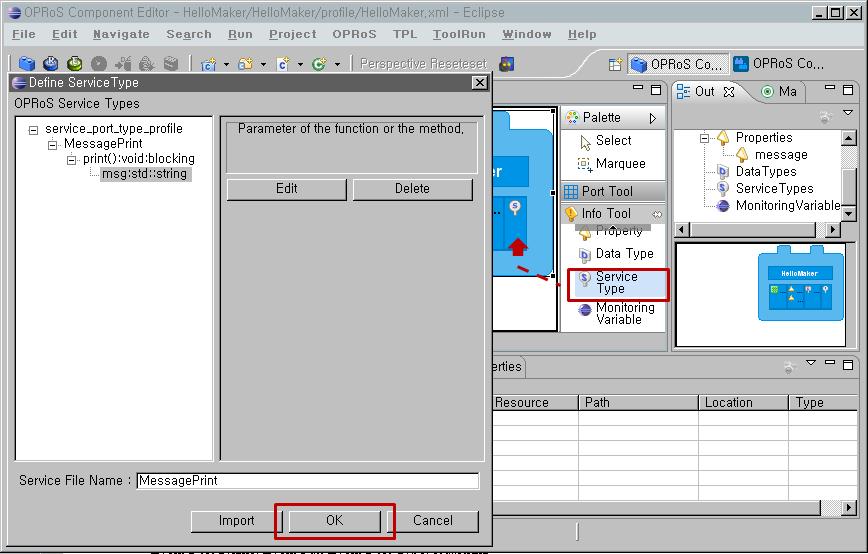 OPRoS Component Editor - HelloMaker/HelloMaker/profile/HelloMaker.xml - Eclipse
File Edit Navigate Search Run Project OPRoS TPL ToolRun Window Help
Perspective Reseteset
OPRoS Co...
OPRoS Co...
Define ServiceType
OPRoS Service Types
service_port_type_profile
MessagePrint
print():void:blocking
msg:std::string
Parameter of the function or the method.
Edit
Delete
Service File Name :
MessagePrint
Import
OK
Cancel
er
Palette
Select
Marquee
Port Tool
Info Tool
Property
Data Type
Service
Type
Monitoring
Variable
Out
Ma
Properties
message
DataTypes
ServiceTypes
MonitoringVariable
HelloMaker
erties
Resource
Path
Location
Type